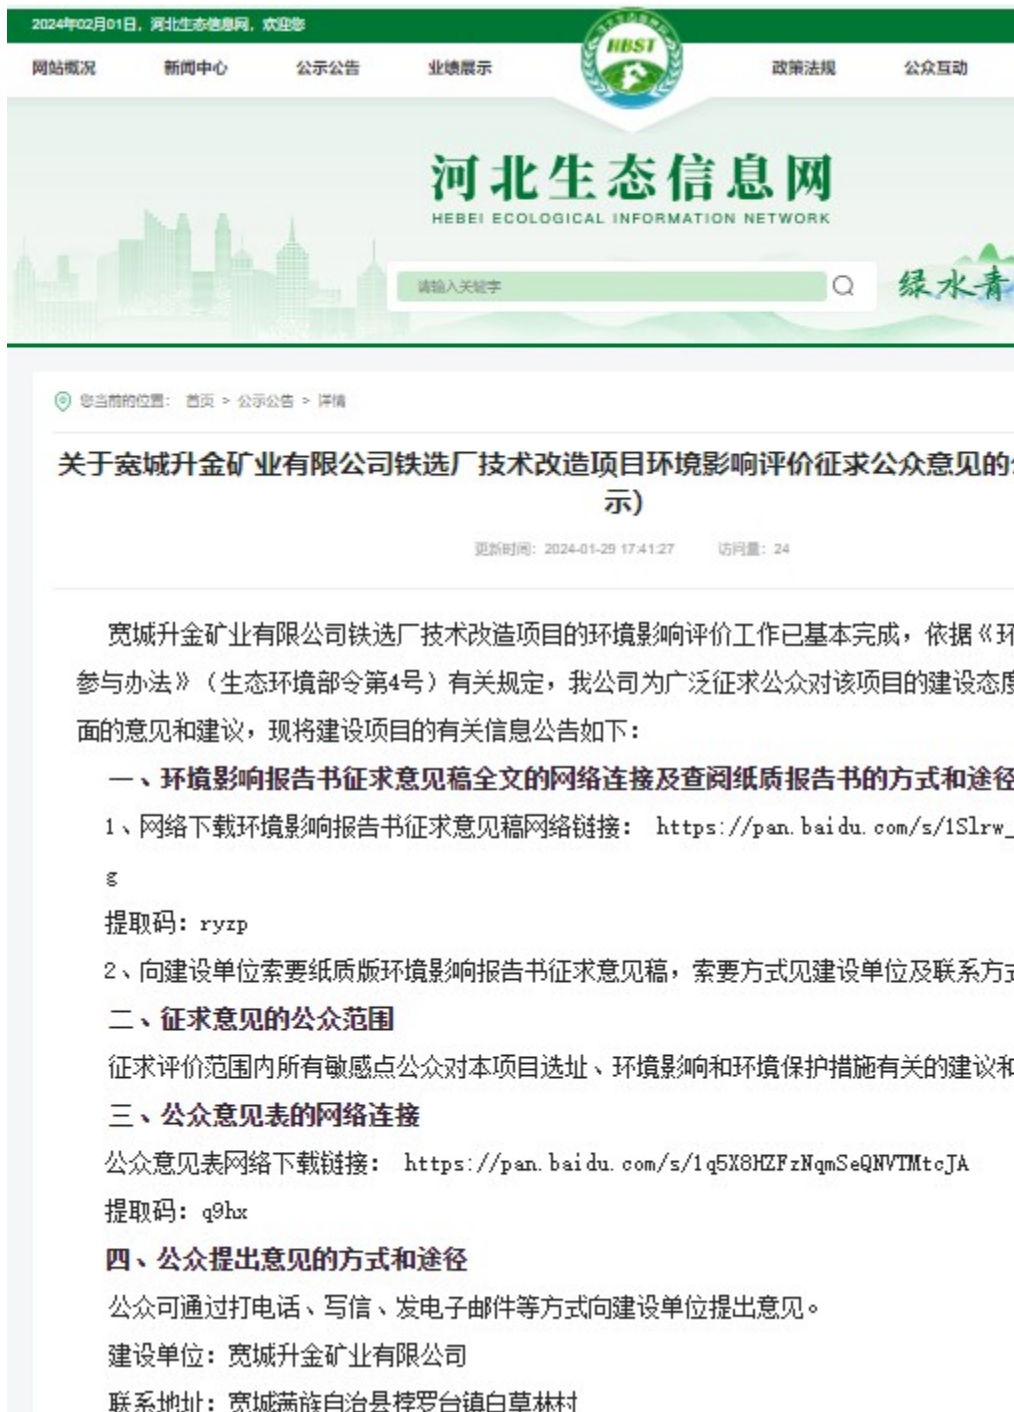 2024年02月01日，河北生态信息网，欢迎您
HBST
网站概况 新闻中心 公示公告 业绩展示 政策法规 公众互动
河北生态信息网
HEBEI ECOLOGICAL INFORMATION NETWORK
请输入关键字
绿水青
您当前的位置： 首页 > 公示公告 > 详情
关于宽城升金矿业有限公司铁选厂技术改造项目环境影响评价征求公众意见的
示)
更新时间：2024-01-29 17:41:27 访问量：24
宽城升金矿业有限公司铁选厂技术改造项目的环境影响评价工作已基本完成，依据《环
参与办法》（生态环境部令第4号）有关规定，我公司为广泛征求公众对该项目的建设态度
面的意见和建议，现将建设项目的有关信息公告如下：
一、环境影响报告书征求意见稿全文的网络连接及查阅纸质报告书的方式和途径
1、网络下载环境影响报告书征求意见稿网络链接： https://pan.baidu.com/s/1Slrw_
g
提取码：ryzp
2、向建设单位索要纸质版环境影响报告书征求意见稿，索要方式见建设单位及联系方式
二、征求意见的公众范围
征求评价范围内所有敏感点公众对本项目选址、环境影响和环境保护措施有关的建议和
三、公众意见表的网络连接
公众意见表网络下载链接： https://pan.baidu.com/s/1q5X8HZFzNqmSeQNVTMtcJA
提取码：q9hx
四、公众提出意见的方式和途径
公众可通过打电话、写信、发电子邮件等方式向建设单位提出意见。
建设单位：宽城升金矿业有限公司
联系地址：宽城满族自治县桲罗台镇白草林村